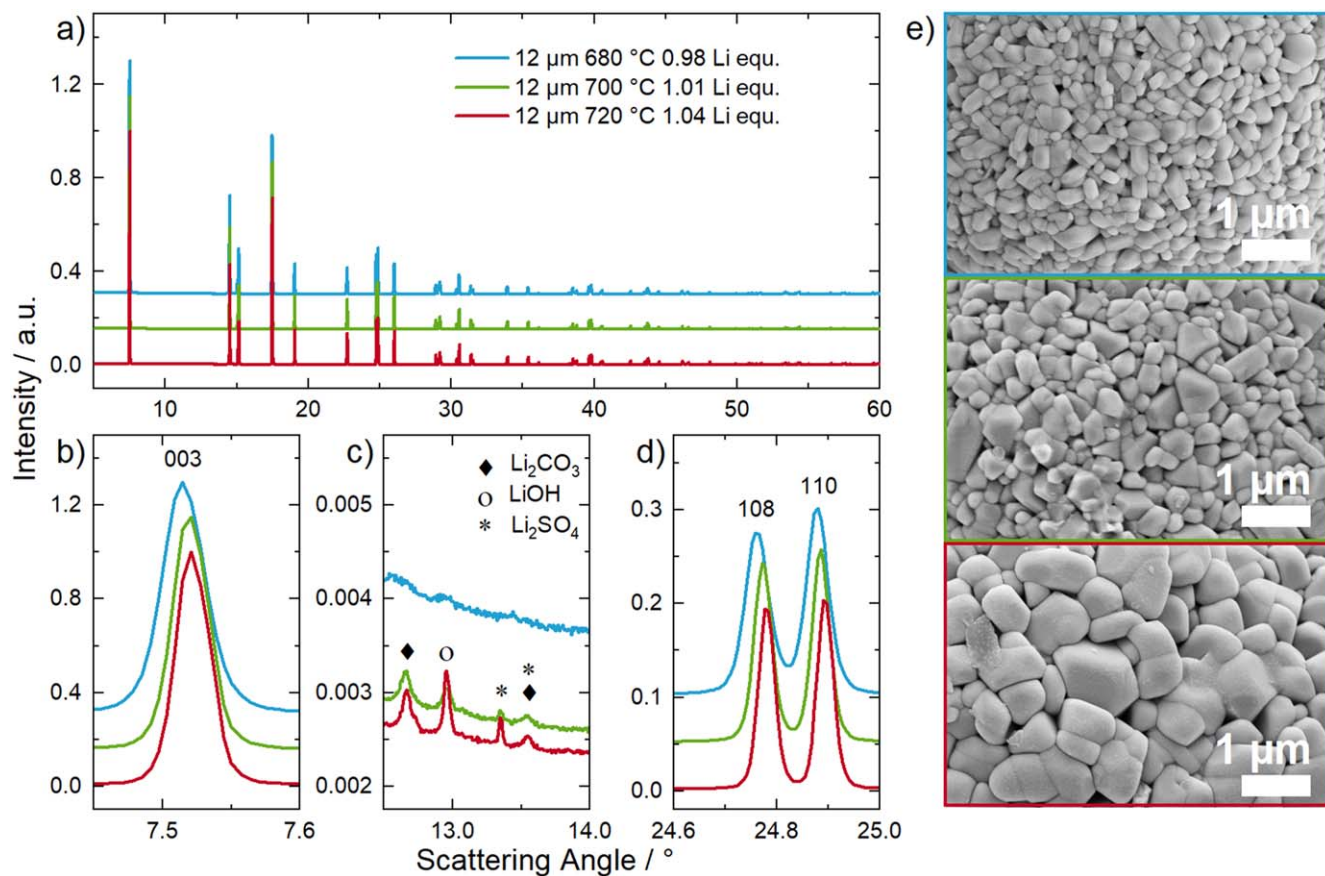 a)
1.2
0.8
0.4
0.0
12 µm 680 °C 0.98 Li equ.
12 µm 700 °C 1.01 Li equ.
12 µm 720 °C 1.04 Li equ.
10 20 30 40 50 60
Intensity / a.u.
b)
003
1.2
0.8
0.4
0.0
7.5 7.6
c)
♦ Li₂CO₃
o LiOH
* Li₂SO₄
0.005
0.004
0.003
0.002
♦ o * *
♦
13.0 14.0
d)
108 110
0.3
0.2
0.1
0.0
24.6 24.8 25.0
Scattering Angle / °
e)
1 µm
1 µm
1 µm